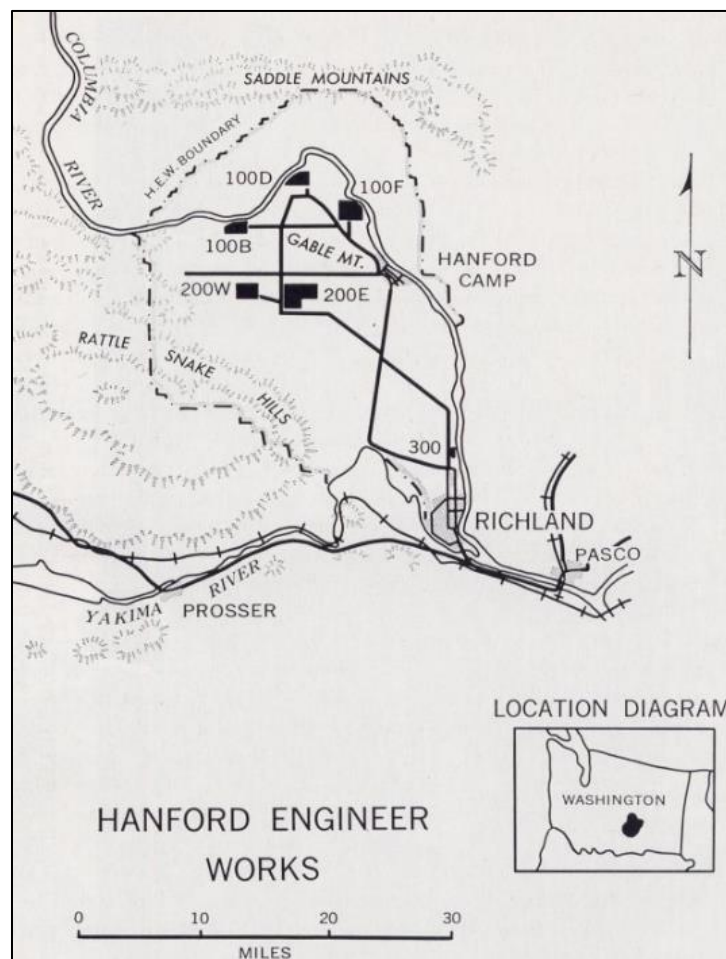 COLUMBIA
RIVER
SADDLE MOUNTAINS
H.E.W. BOUNDARY
100D
100F
100B
GABLE MT.
HANFORD
CAMP
N
200W
200E
RATTLE
SNAKE
HILLS
300
RICHLAND
PASCO
YAKIMA
RIVER
PROSSER
LOCATION DIAGRAM
WASHINGTON
HANFORD ENGINEER
WORKS
0 10 20 30
MILES